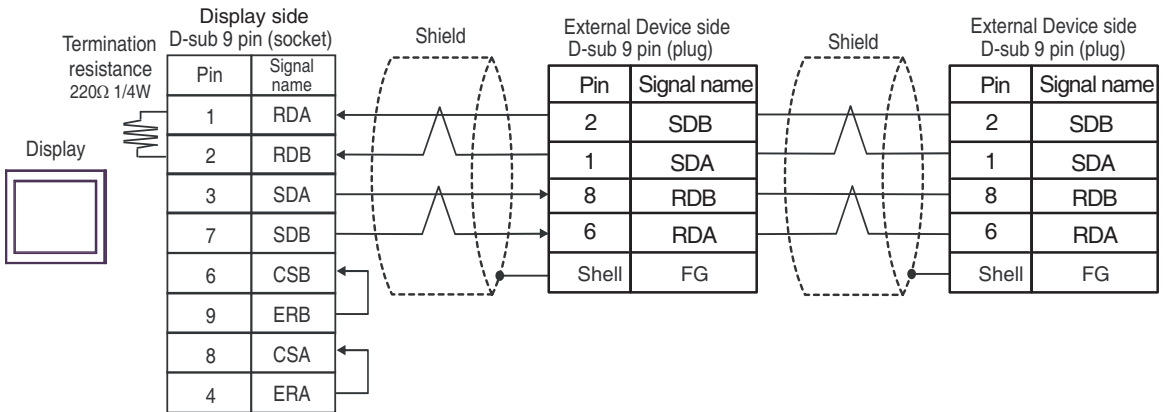 Termination
resistance
220Ω 1/4W
Display
Display side
D-sub 9 pin (socket)
Pin Signal name
1 RDA
2 RDB
3 SDA
7 SDB
6 CSB
9 ERB
8 CSA
4 ERA
Shield
External Device side
D-sub 9 pin (plug)
Pin Signal name
2 SDB
1 SDA
8 RDB
6 RDA
Shell FG
Shield
External Device side
D-sub 9 pin (plug)
Pin Signal name
2 SDB
1 SDA
8 RDB
6 RDA
Shell FG